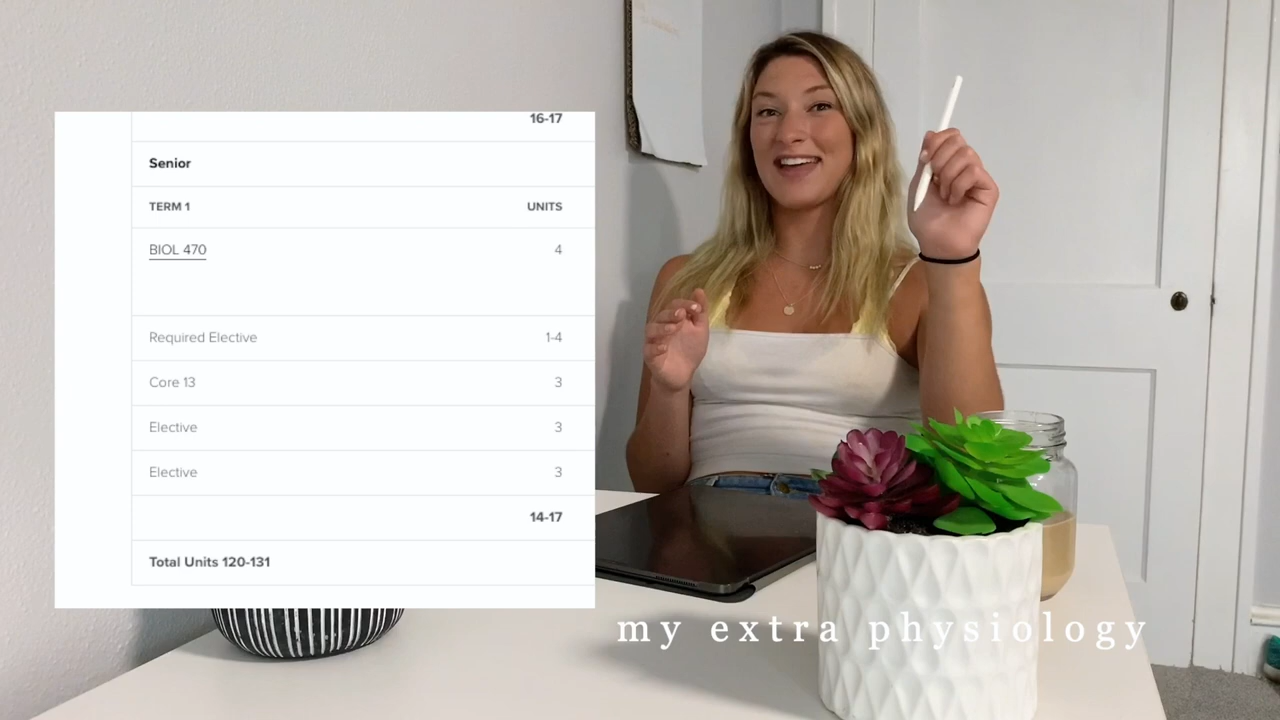 16-17
Senior
TERM 1 UNITS
BIOL 470 4
Required Elective 1-4
Core 13 3
Elective 3
Elective 3
14-17
Total Units 120-131
my extra physiology